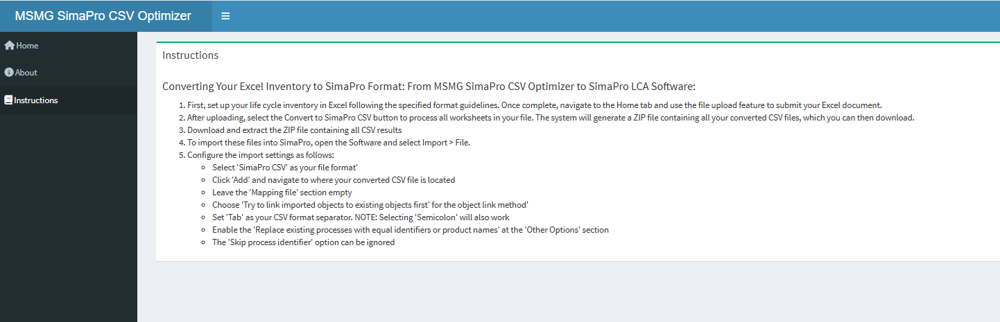 MSMG SimaPro CSV Optimizer
Home
About
Instructions
Instructions
Converting Your Excel Inventory to SimaPro Format: From MSMG SimaPro CSV Optimizer to SimaPro LCA Software:
1. First, set up your life cycle inventory in Excel following the specified format guidelines. Once complete, navigate to the Home tab and use the file upload feature to submit your Excel document.
2. After uploading, select the Convert to SimaPro CSV button to process all worksheets in your file. The system will generate a ZIP file containing all your converted CSV files, which you can then download.
3. Download and extract the ZIP file containing all CSV results
4. To import these files into SimaPro, open the Software and select Import > File.
5. Configure the import settings as follows:
Select 'SimaPro CSV' as your file format'
Click 'Add' and navigate to where your converted CSV file is located
Leave the 'Mapping file' section empty
Choose 'Try to link imported objects to existing objects first' for the object link method'
Set 'Tab' as your CSV format separator. NOTE: Selecting 'Semicolon' will also work
Enable the 'Replace existing processes with equal identifiers or product names' at the 'Other Options' section
The 'Skip process identifier' option can be ignored